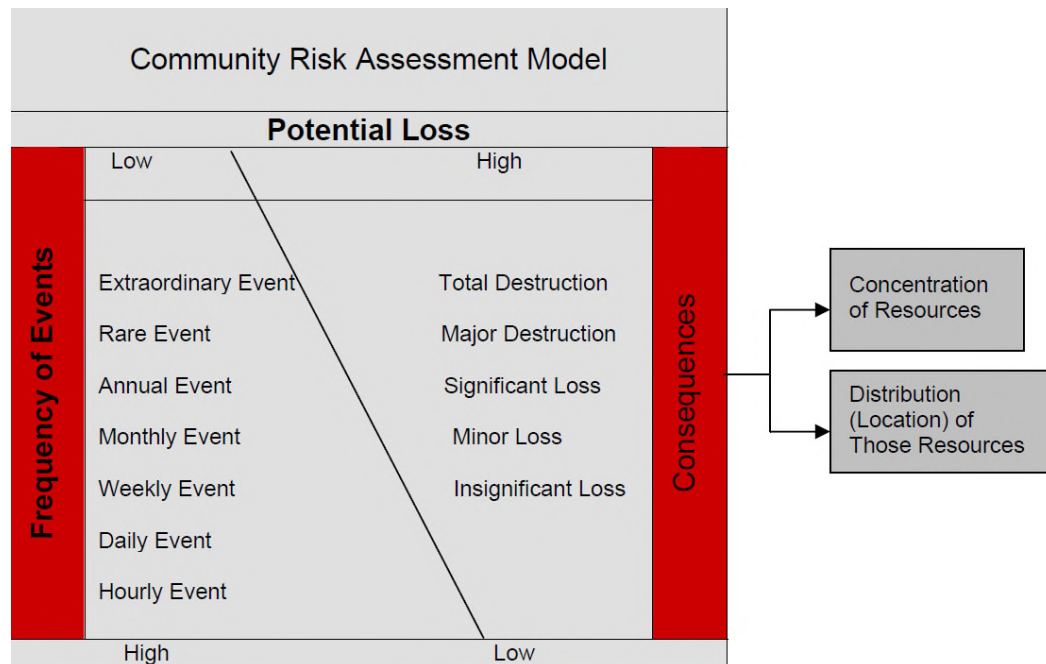 Community Risk Assessment Model
Potential Loss
Low
High
Frequency of Events
Extraordinary Event
Rare Event
Annual Event
Monthly Event
Weekly Event
Daily Event
Hourly Event
Total Destruction
Major Destruction
Significant Loss
Minor Loss
Insignificant Loss
Consequences
High
Low
Concentration
of Resources
Distribution
(Location) of
Those Resources